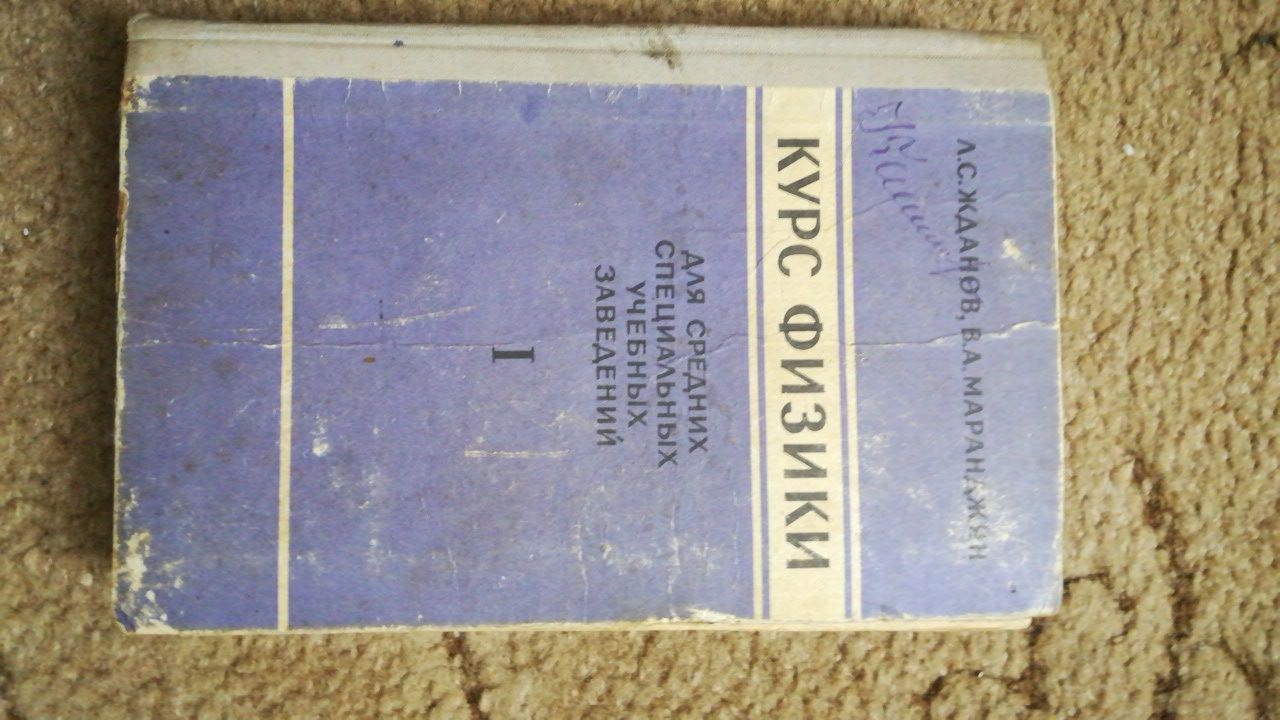 Л.С.ЖДАНОВ, В.А.МАРАНДЖЯН
КУРС ФИЗИКИ
ДЛЯ СРЕДНИХ
СПЕЦИАЛЬНЫХ
УЧЕБНЫХ
ЗАВЕДЕНИЙ
I